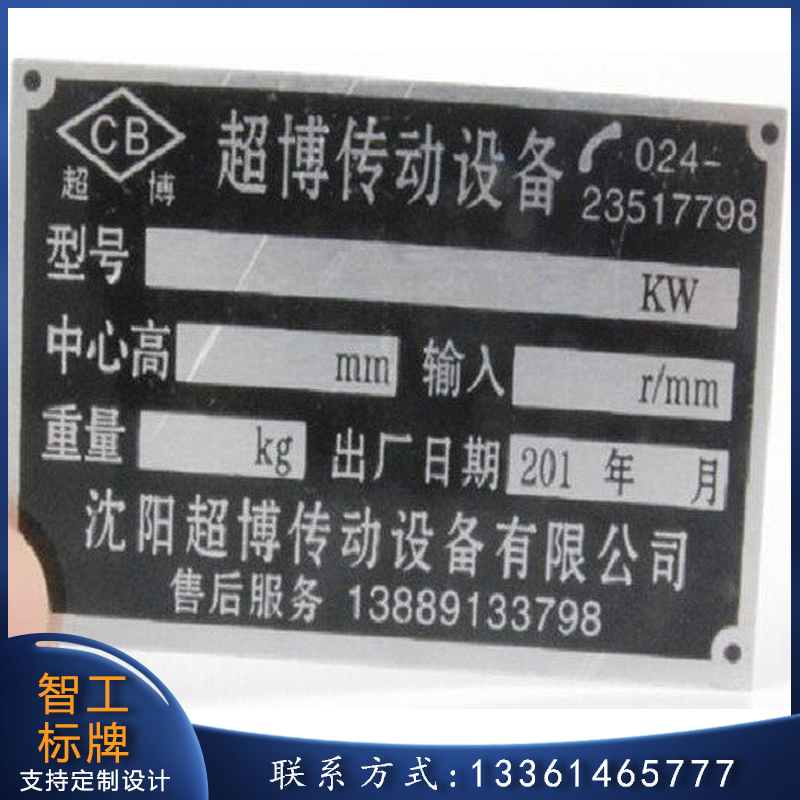 CB
超 博
超博传动设备
024-
23517798
型号 KW
中心高 mm 输入 r/mm
重量 kg 出厂日期 201 年 月
沈阳超博传动设备有限公司
售后服务 13889133798
智工
标牌
支持定制设计
联系方式:13361465777